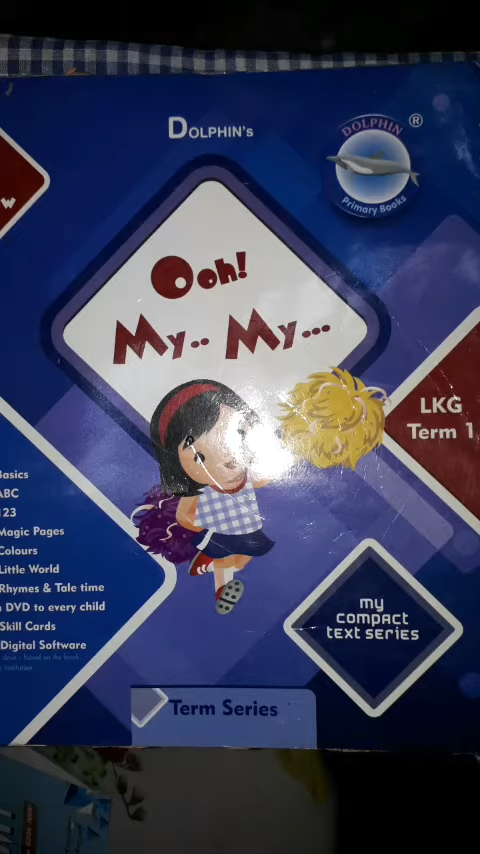 DOLPHIN'S
DOLPHIN ®
Primary Books
w
Ooh!
My.. My...
LKG
Term 1
Basics
ABC
123
Magic Pages
Colours
Little World
Rhymes & Tale time
DVD to every child
Skill Cards
Digital Software
my
compact
text series
Term Series